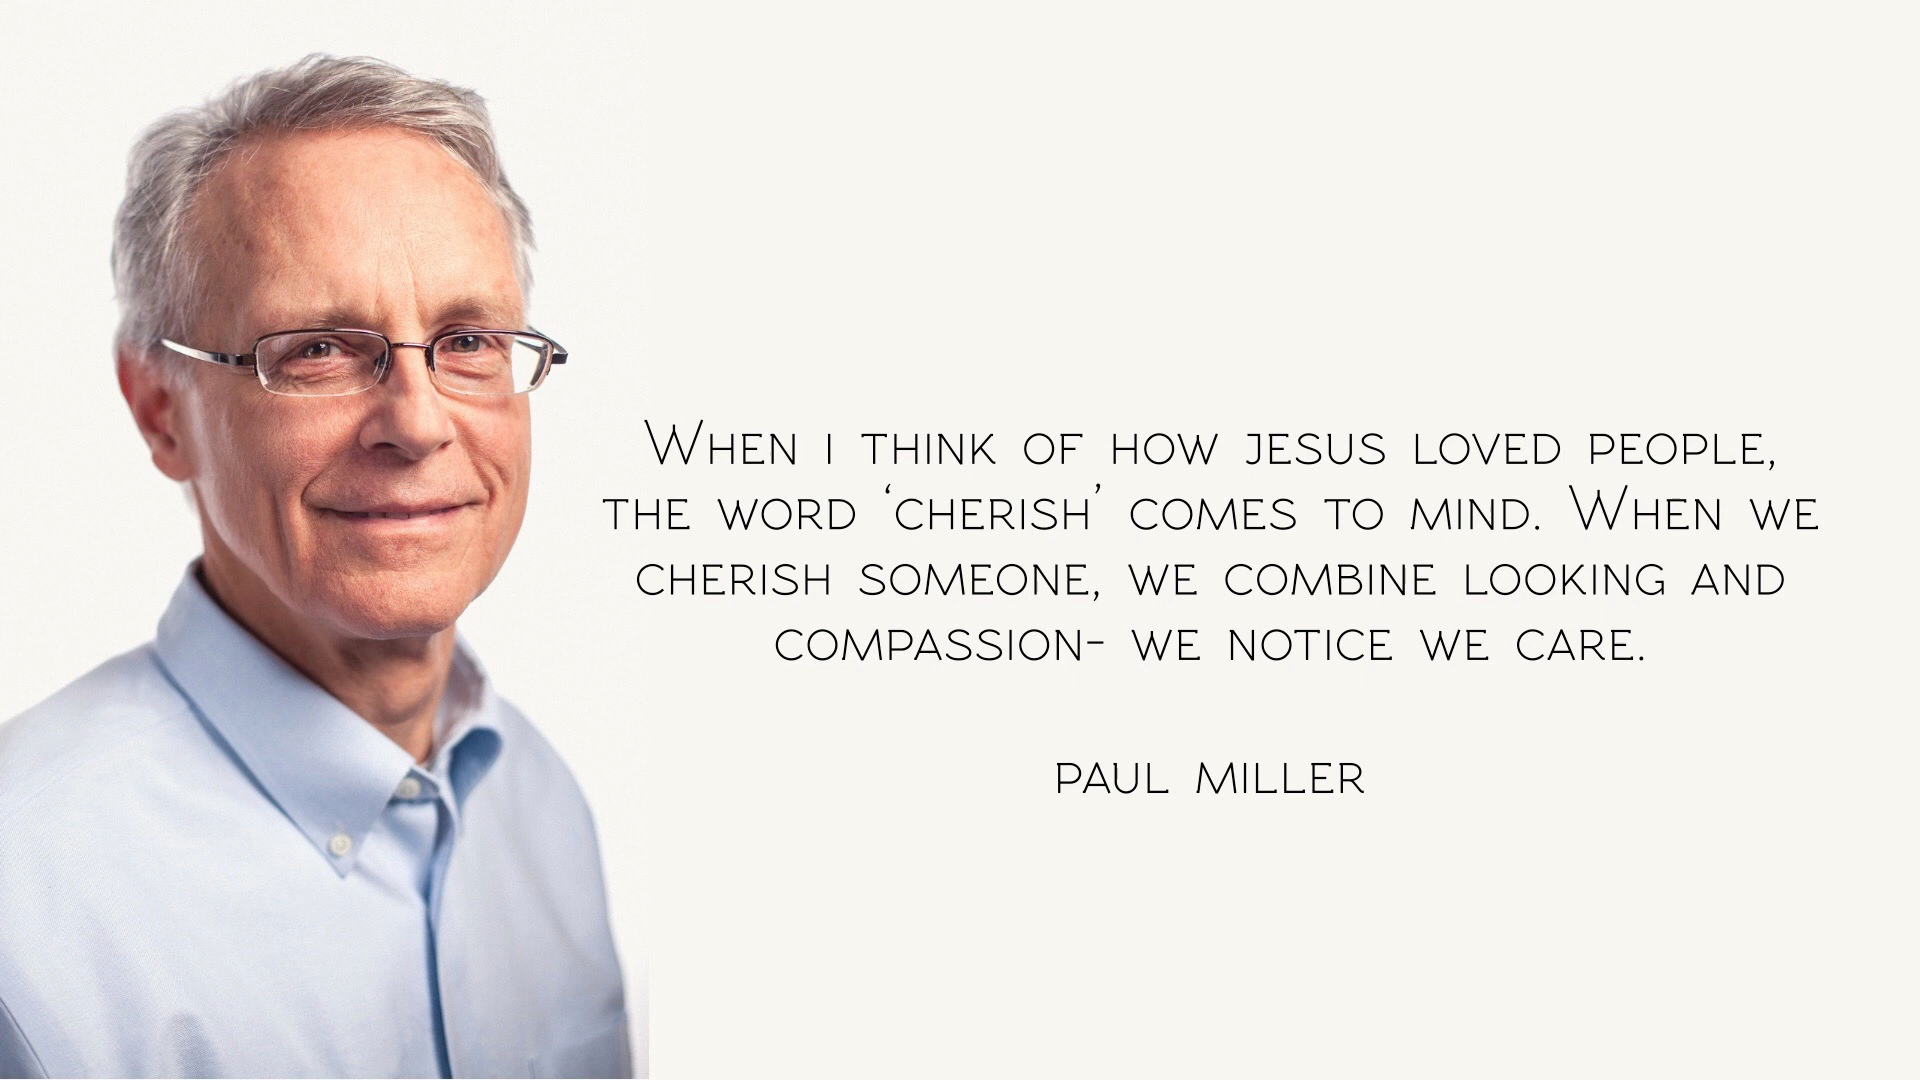 When i think of how jesus loved people,
the word ‘cherish’ comes to mind. When we
cherish someone, we combine looking and
compassion- we notice we care.
paul miller